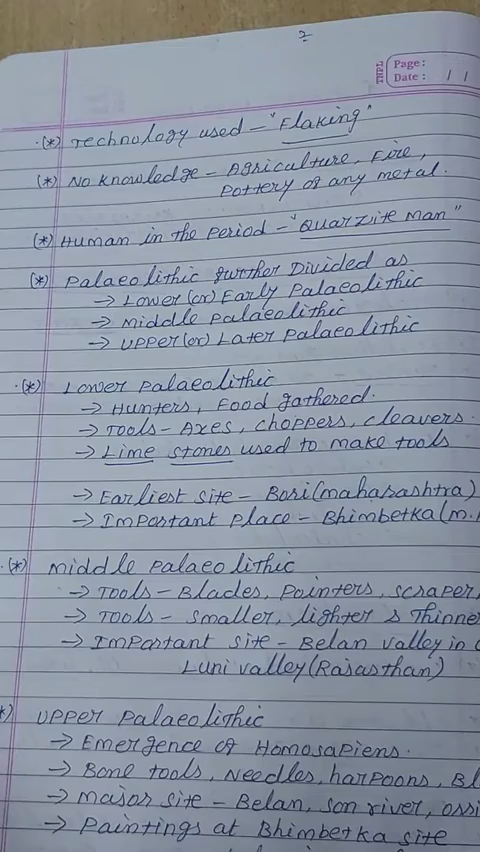 2
THPL
Page:
Date: / /
(*) Technology used - "Flaking"
(*) No knowledge - Agriculture, Fire,
Pottery of any metal.
(*) Human in the period - "Quarzite man"
(*) Palaeolithic further Divided as
→ Lower (or) Early Palaeolithic
→ Middle Palaeolithic
→ Upper (or) Later Palaeolithic
(*) Lower Palaeolithic
→ Hunters, Food gathered.
→ Tools - Axes, choppers, cleavers.
→ Lime stones used to make tools
→ Earliest site - Bori (maharashtra)
→ Important Place - Bhimbetka (M.
(*) Middle Palaeolithic
→ Tools - Blades, Pointers, scraper,
→ Tools - smaller, lighter & Thinner
→ Important site - Belan valley in
Luni valley (Rajasthan)
*) Upper Palaeolithic
→ Emergence of Homosapiens.
→ Bone tools, Needles, harpoons, Bl
→ Major site - Belan, son river,
→ Paintings at Bhimbetka site